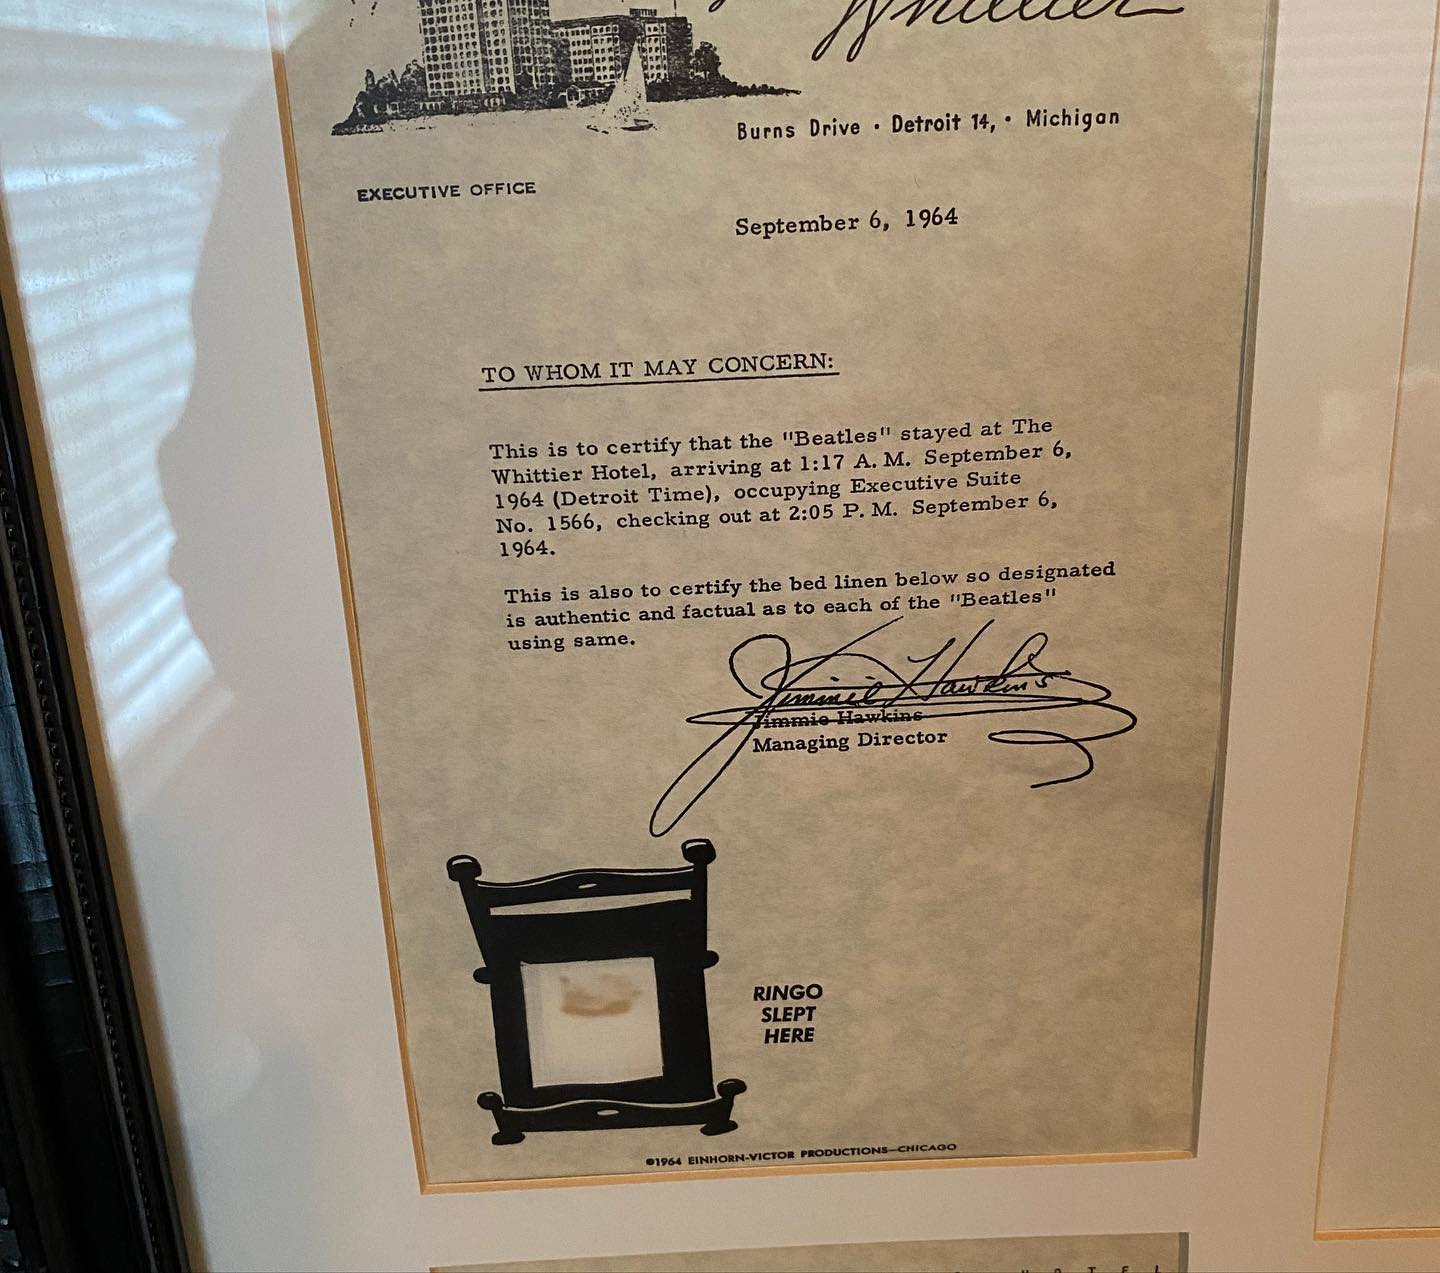 Whittier
Burns Drive · Detroit 14, · Michigan
EXECUTIVE OFFICE
September 6, 1964
TO WHOM IT MAY CONCERN:
This is to certify that the "Beatles" stayed at The
Whittier Hotel, arriving at 1:17 A. M. September 6,
1964 (Detroit Time), occupying Executive Suite
No. 1566, checking out at 2:05 P. M. September 6,
1964.
This is also to certify the bed linen below so designated
is authentic and factual as to each of the "Beatles"
using same.
Jimmie Hawkins
Jimmie Hawkins
Managing Director
RINGO
SLEPT
HERE
©1964 EINHORN-VICTOR PRODUCTIONS—CHICAGO